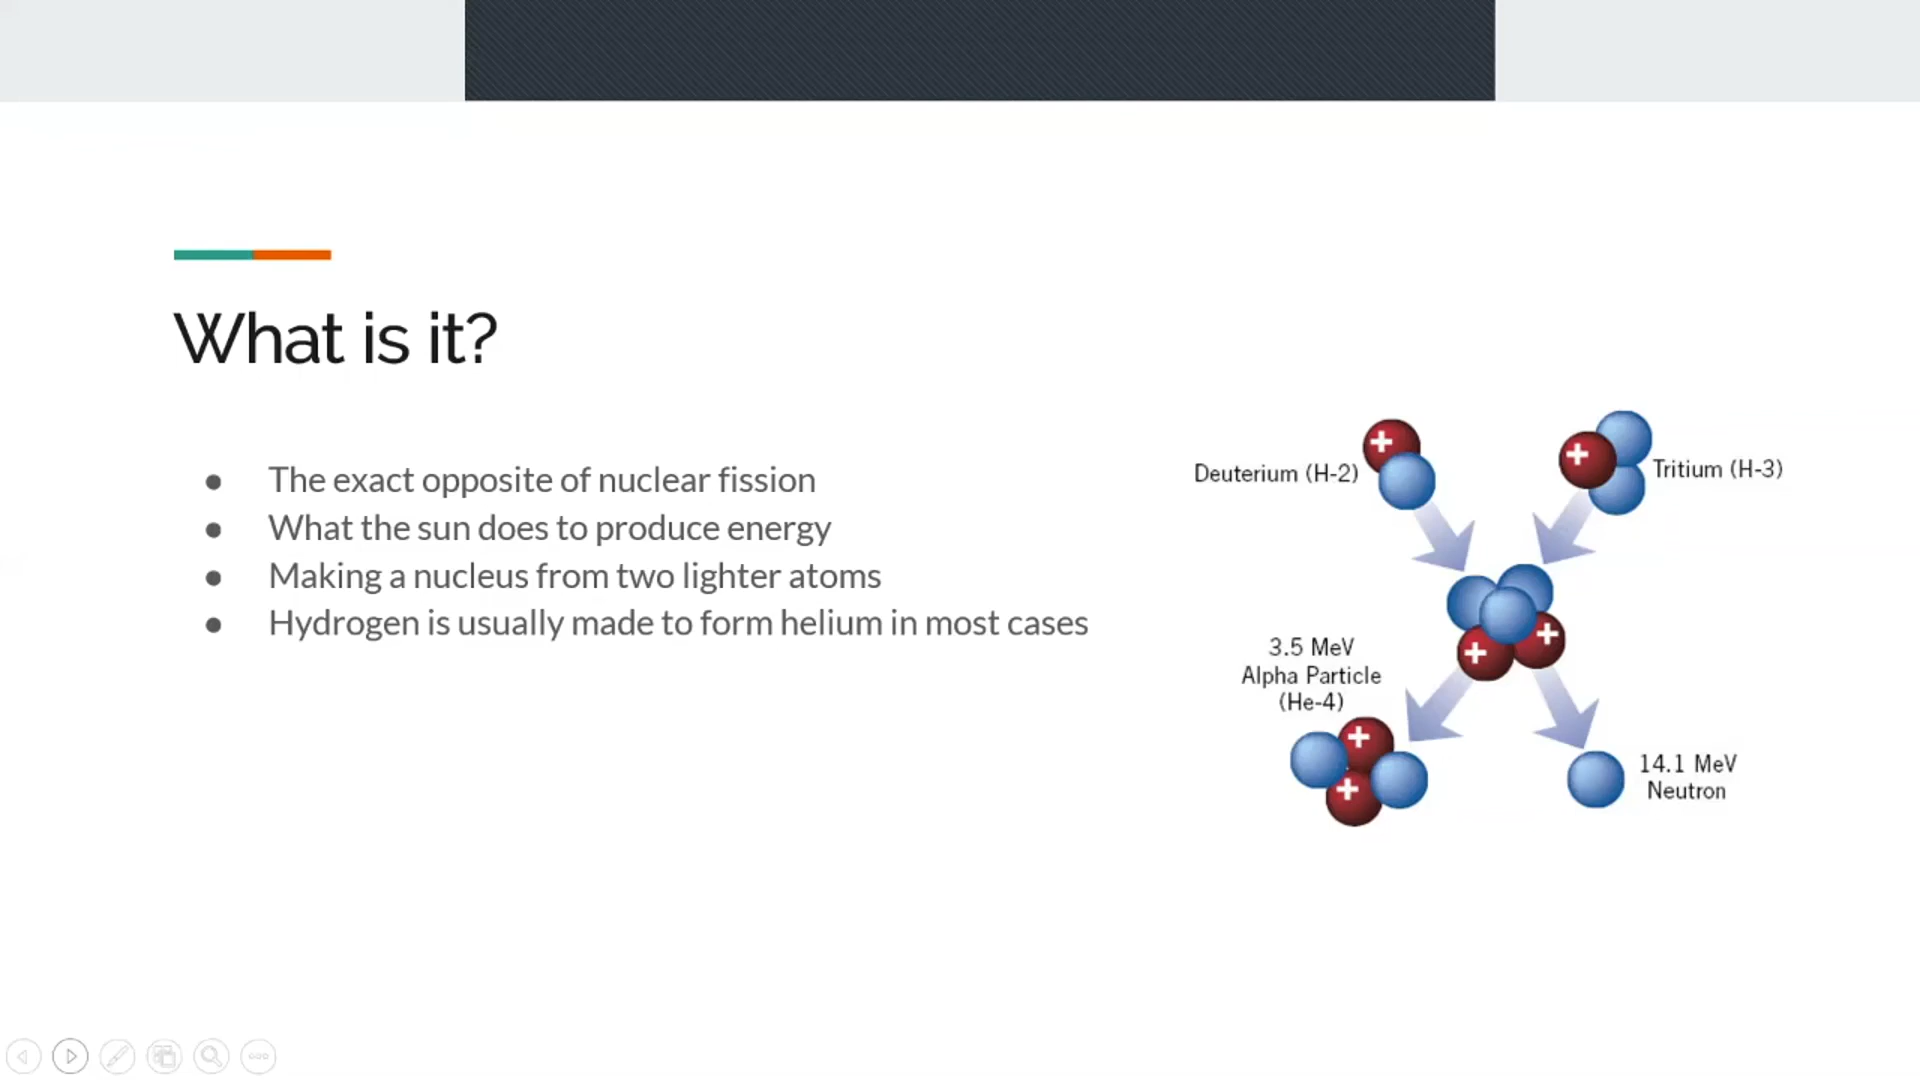 What is it?
● The exact opposite of nuclear fission
● What the sun does to produce energy
● Making a nucleus from two lighter atoms
● Hydrogen is usually made to form helium in most cases
Deuterium (H-2)
+
+
Tritium (H-3)
+
+
3.5 MeV
Alpha Particle
(He-4)
+
+
14.1 MeV
Neutron